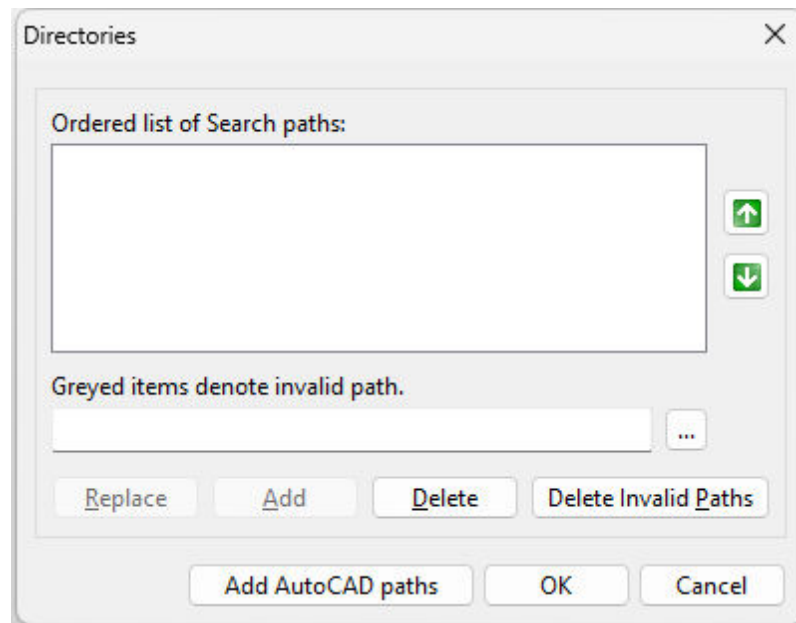 Directories
Ordered list of Search paths:
Greyed items denote invalid path.
...
Replace Add Delete Delete Invalid Paths
Add AutoCAD paths OK Cancel